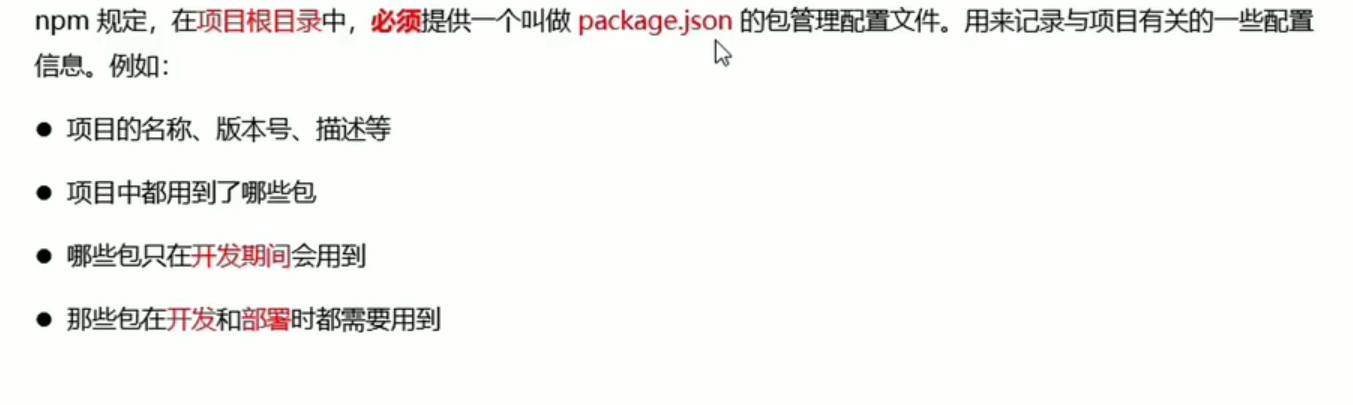 npm 规定，在项目根目录中，必须提供一个叫做 package.json 的包管理配置文件。用来记录与项目有关的一些配置
信息。例如：
● 项目的名称、版本号、描述等
● 项目中都用到了哪些包
● 哪些包只在开发期间会用到
● 那些包在开发和部署时都需要用到